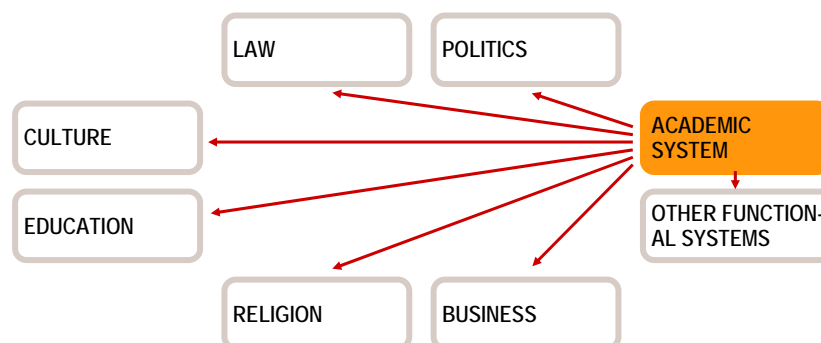 LAW
POLITICS
CULTURE
ACADEMIC
SYSTEM
EDUCATION
OTHER FUNCTION-
AL SYSTEMS
RELIGION
BUSINESS